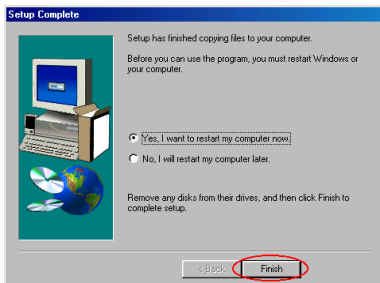 Setup Complete
Setup has finished copying files to your computer.
Before you can use the program, you must restart Windows or
your computer.
Yes, I want to restart my computer now.
No, I will restart my computer later.
Remove any disks from their drives, and then click Finish to
complete setup.
< Back
Finish